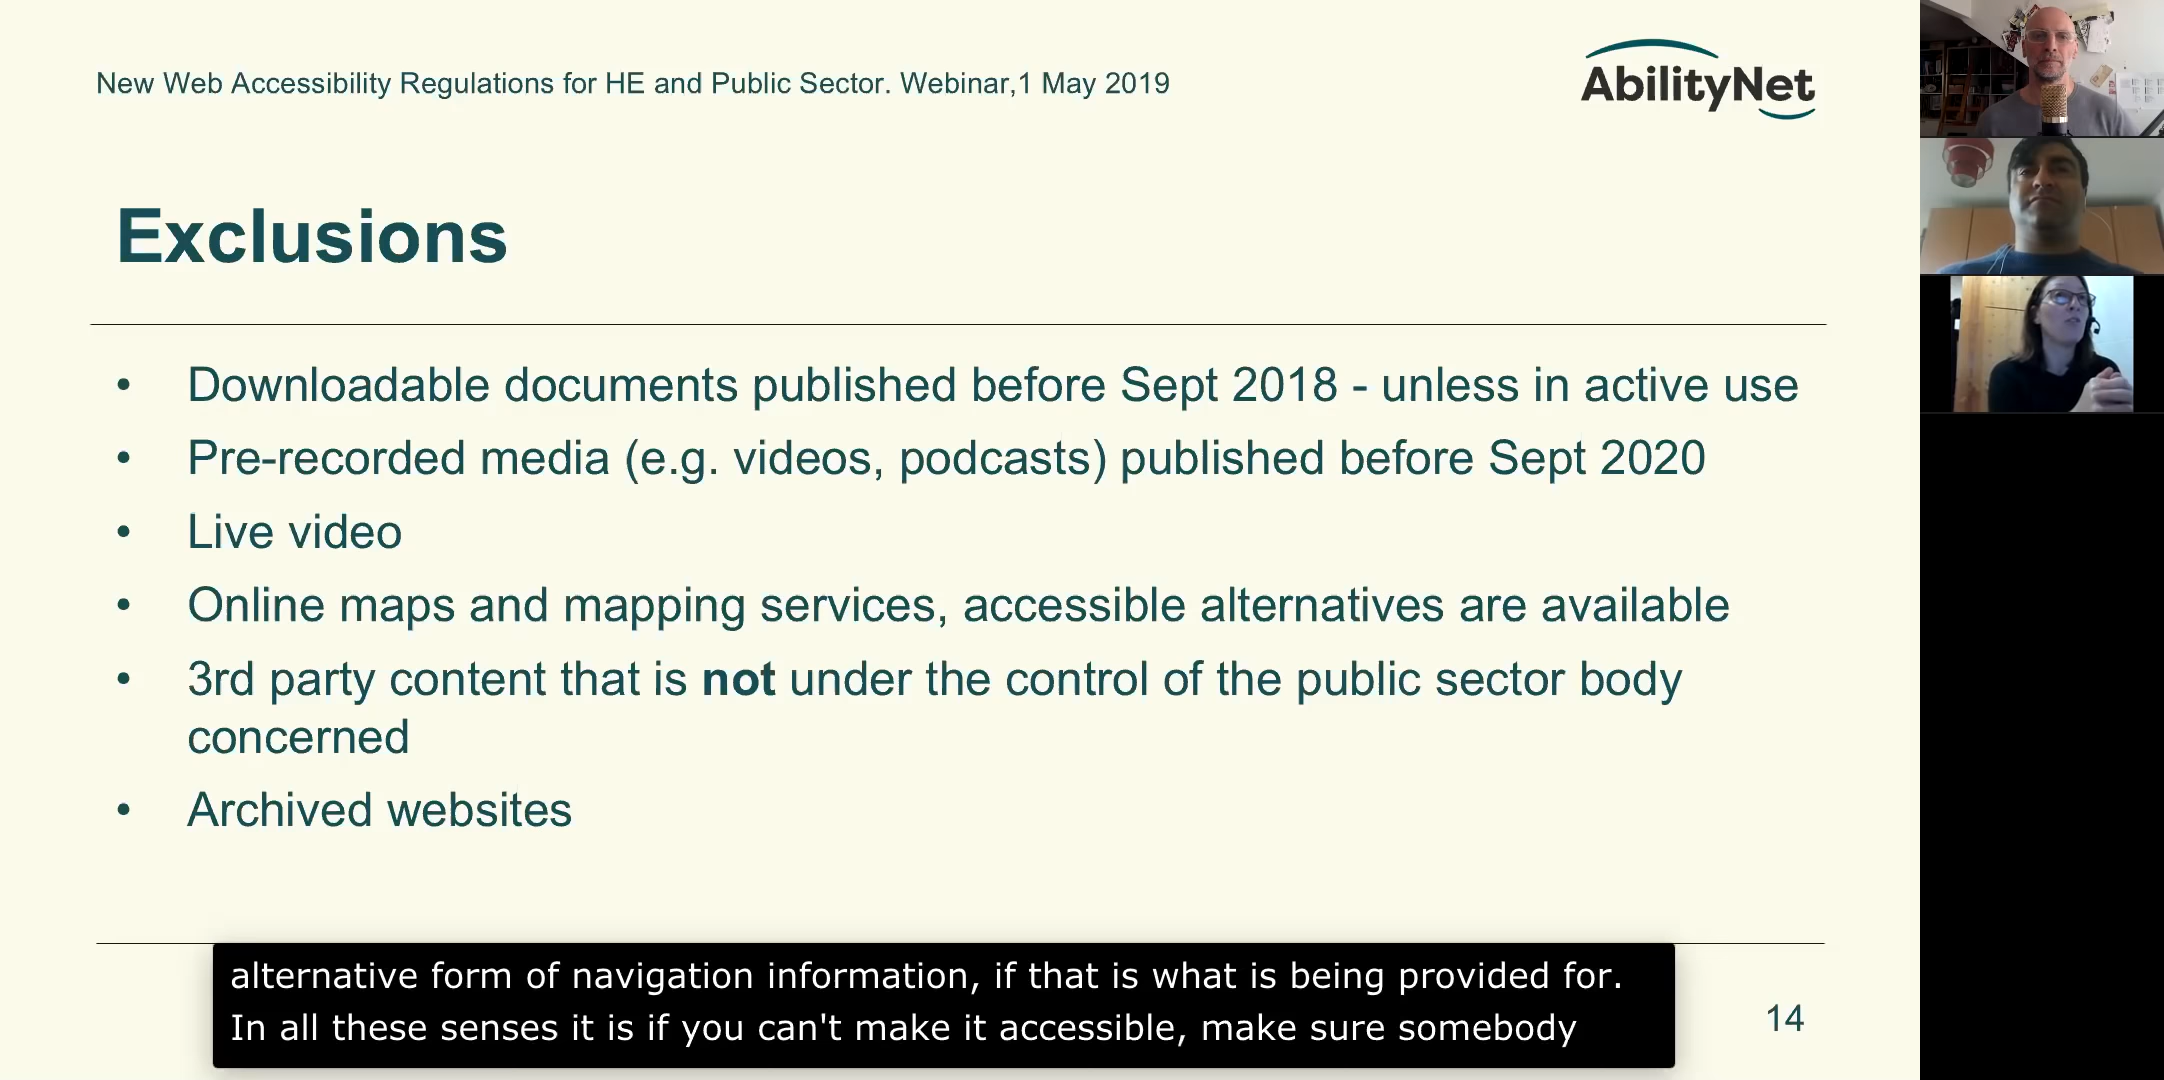 New Web Accessibility Regulations for HE and Public Sector. Webinar,1 May 2019
AbilityNet
Exclusions
• Downloadable documents published before Sept 2018 - unless in active use
• Pre-recorded media (e.g. videos, podcasts) published before Sept 2020
• Live video
• Online maps and mapping services, accessible alternatives are available
• 3rd party content that is not under the control of the public sector body
concerned
• Archived websites
alternative form of navigation information, if that is what is being provided for.
In all these senses it is if you can't make it accessible, make sure somebody
14